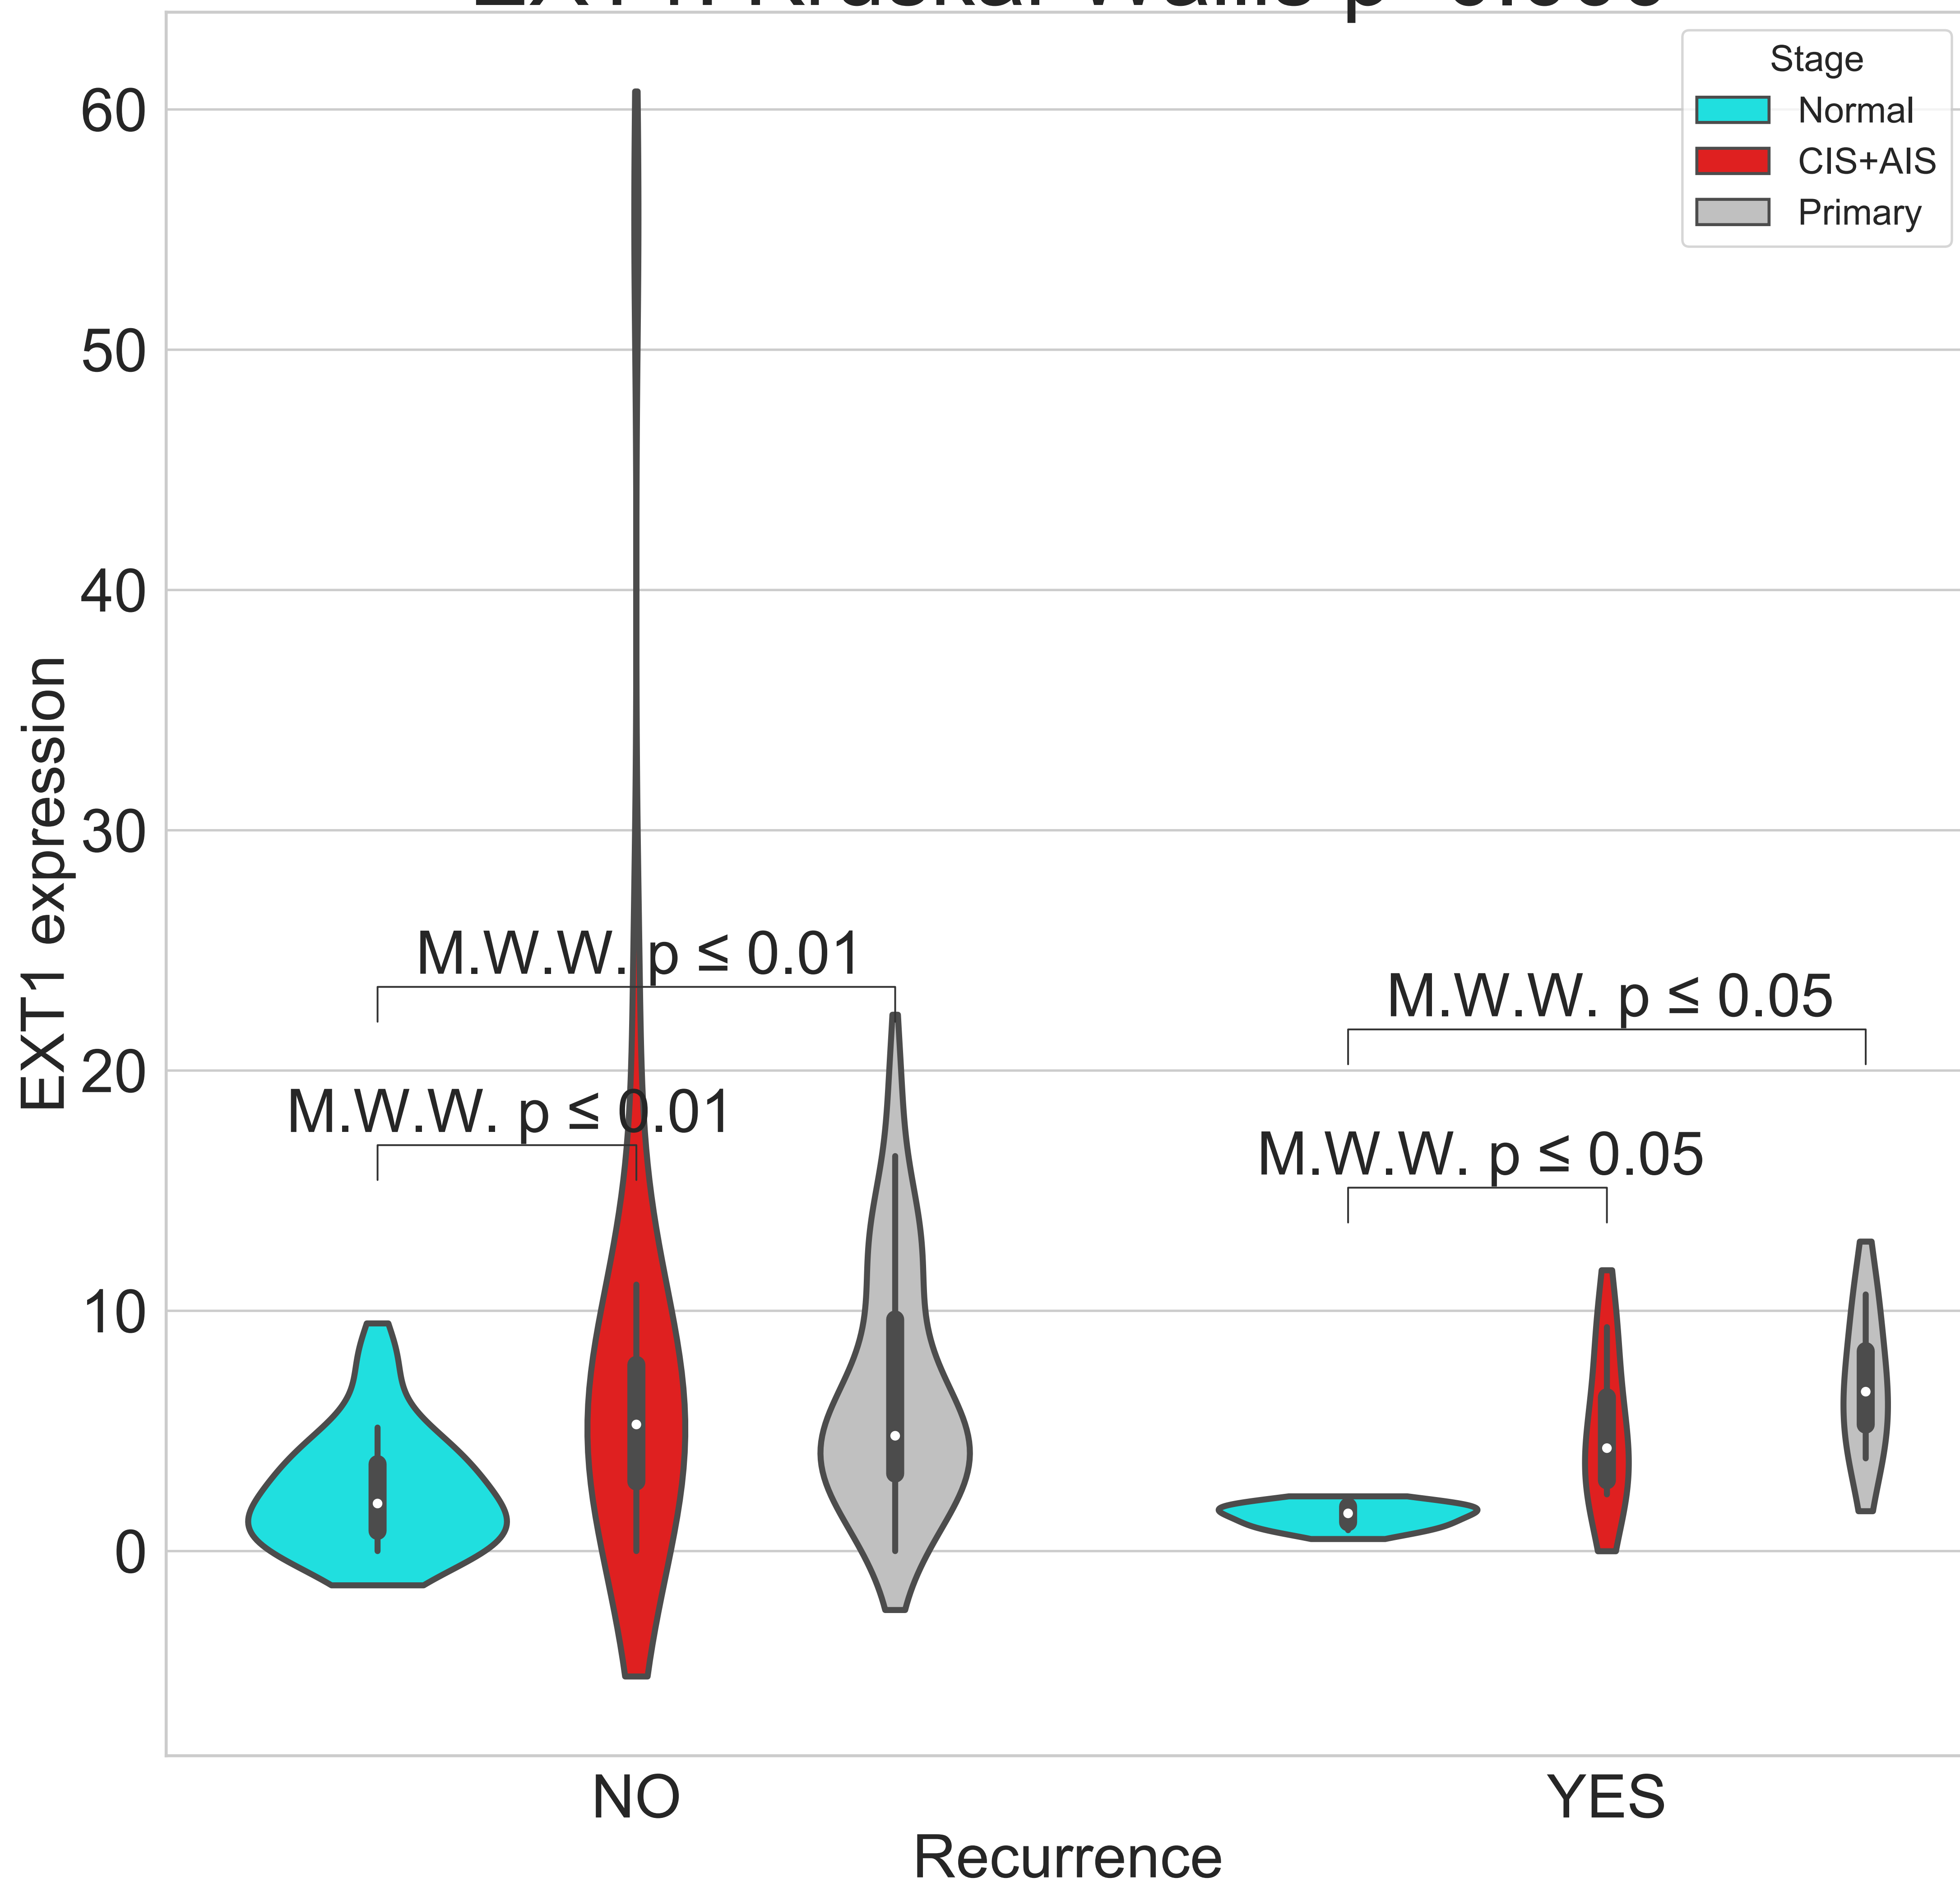 Stage
Normal
CIS+AIS
Primary
60
50
40
30
20
10
0
EXT1 expression
M.W.W. p ≤ 0.01
M.W.W. p ≤ 0.01
M.W.W. p ≤ 0.05
M.W.W. p ≤ 0.05
NO
YES
Recurrence